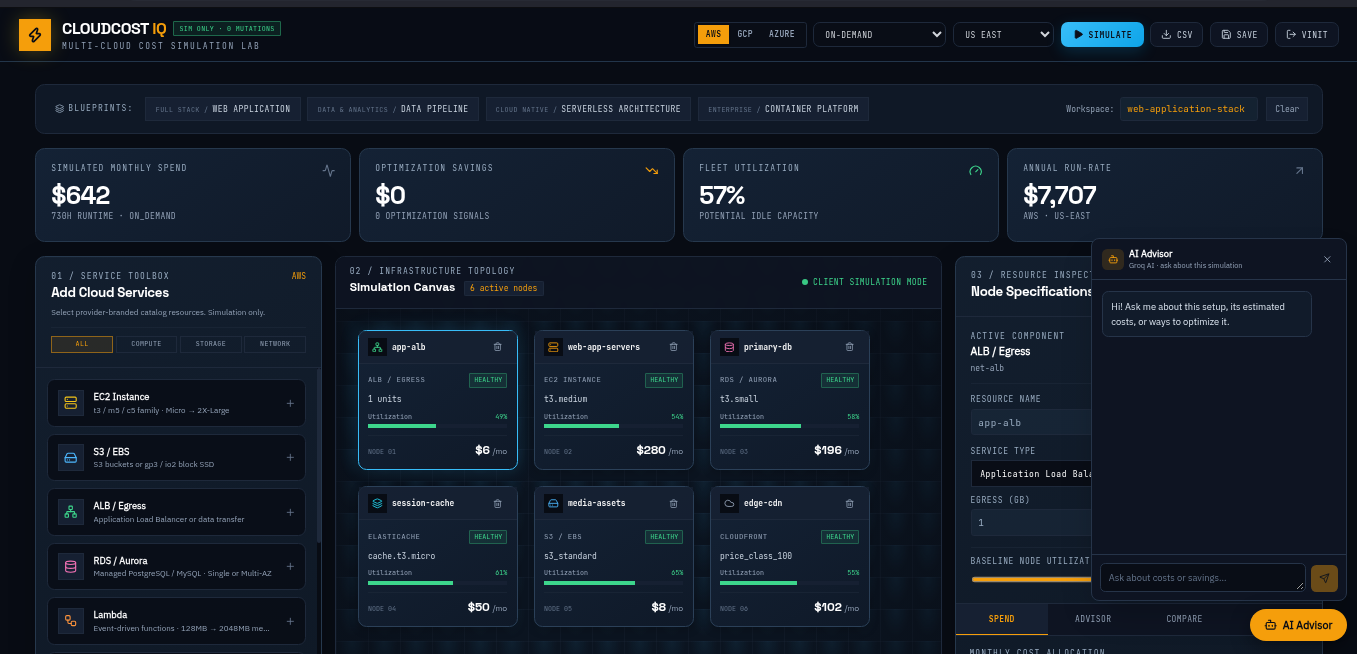 CLOUDCOST IQ SIM ONLY · 0 MUTATIONS
MULTI-CLOUD COST SIMULATION LAB
AWS GCP AZURE ON-DEMAND US EAST SIMULATE CSV SAVE VINIT
BLUEPRINTS: FULL STACK / WEB APPLICATION DATA & ANALYTICS / DATA PIPELINE CLOUD NATIVE / SERVERLESS ARCHITECTURE ENTERPRISE / CONTAINER PLATFORM Workspace: web-application-stack Clear
SIMULATED MONTHLY SPEND
$642
730H RUNTIME · ON_DEMAND
OPTIMIZATION SAVINGS
$0
0 OPTIMIZATION SIGNALS
FLEET UTILIZATION
57%
POTENTIAL IDLE CAPACITY
ANNUAL RUN-RATE
$7,707
AWS · US-EAST
01 / SERVICE TOOLBOX AWS
Add Cloud Services
Select provider-branded catalog resources. Simulation only.
ALL COMPUTE STORAGE NETWORK
EC2 Instance
t3 / m5 / c5 family · Micro → 2X-Large
S3 / EBS
S3 buckets or gp3 / io2 block SSD
ALB / Egress
Application Load Balancer or data transfer
RDS / Aurora
Managed PostgreSQL / MySQL · Single or Multi-AZ
Lambda
Event-driven functions · 128MB → 2048MB me...
02 / INFRASTRUCTURE TOPOLOGY
Simulation Canvas 6 active nodes
CLIENT SIMULATION MODE
app-alb
ALB / EGRESS HEALTHY
1 units
Utilization 49%
NODE 01 $6 /mo
web-app-servers
EC2 INSTANCE HEALTHY
t3.medium
Utilization 54%
NODE 02 $280 /mo
primary-db
RDS / AURORA HEALTHY
t3.small
Utilization 58%
NODE 03 $196 /mo
session-cache
ELASTICACHE HEALTHY
cache.t3.micro
Utilization 61%
NODE 04 $50 /mo
media-assets
S3 / EBS HEALTHY
s3_standard
Utilization 65%
NODE 05 $8 /mo
edge-cdn
CLOUDFRONT HEALTHY
price_class_100
Utilization 55%
NODE 06 $102 /mo
03 / RESOURCE INSPECT
Node Specifications
ACTIVE COMPONENT
ALB / Egress
net-alb
RESOURCE NAME
app-alb
SERVICE TYPE
Application Load Bala
EGRESS (GB)
1
BASELINE NODE UTILIZAT
SPEND ADVISOR COMPARE
MONTHLY COST ALLOCATION
AI Advisor
Groq AI · ask about this simulation
Hi! Ask me about this setup, its estimated
costs, or ways to optimize it.
Ask about costs or savings...
AI Advisor